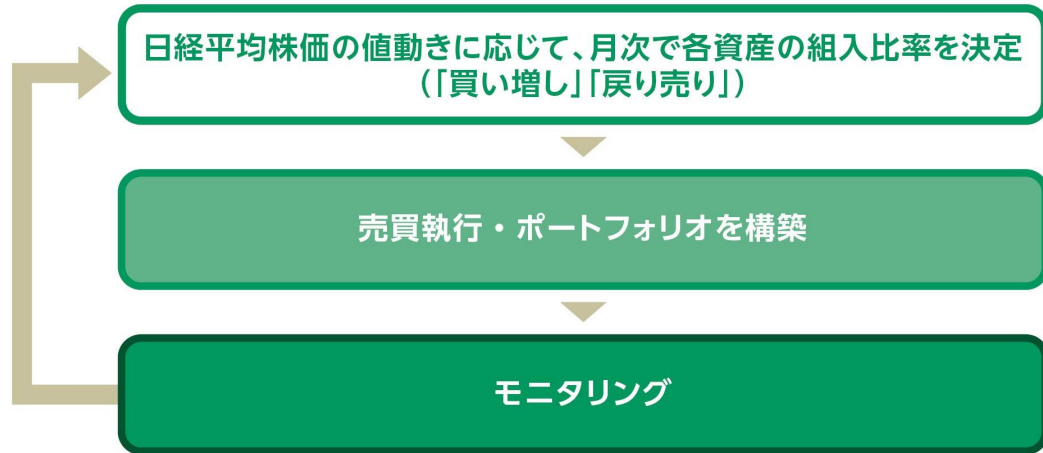 日経平均株価の値動きに応じて、月次で各資産の組入比率を決定
（「買い増し」「戻り売り」）
売買執行・ポートフォリオを構築
モニタリング